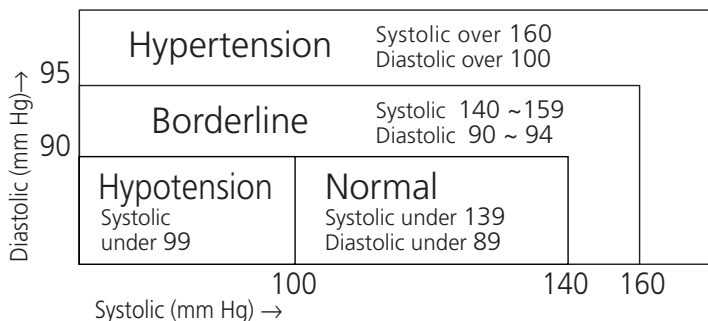 Hypertension
Systolic over 160
Diastolic over 100
95
Borderline
Systolic 140 ~159
Diastolic 90 ~ 94
90
Hypotension
Systolic
under 99
Normal
Systolic under 139
Diastolic under 89
Diastolic (mm Hg)→
100
140
160
Systolic (mm Hg) →